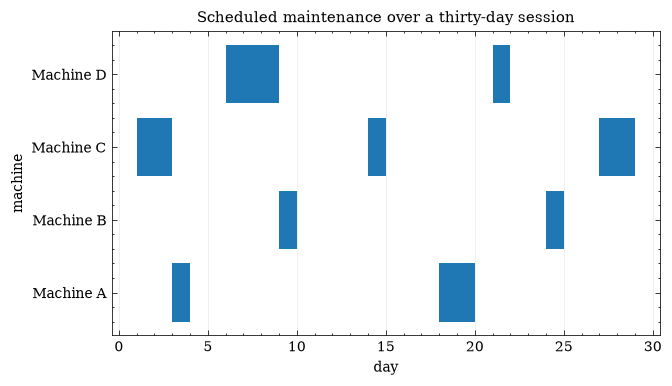 Scheduled maintenance over a thirty-day session
Machine D
Machine C
Machine B
Machine A
machine
0 5 10 15 20 25 30
day